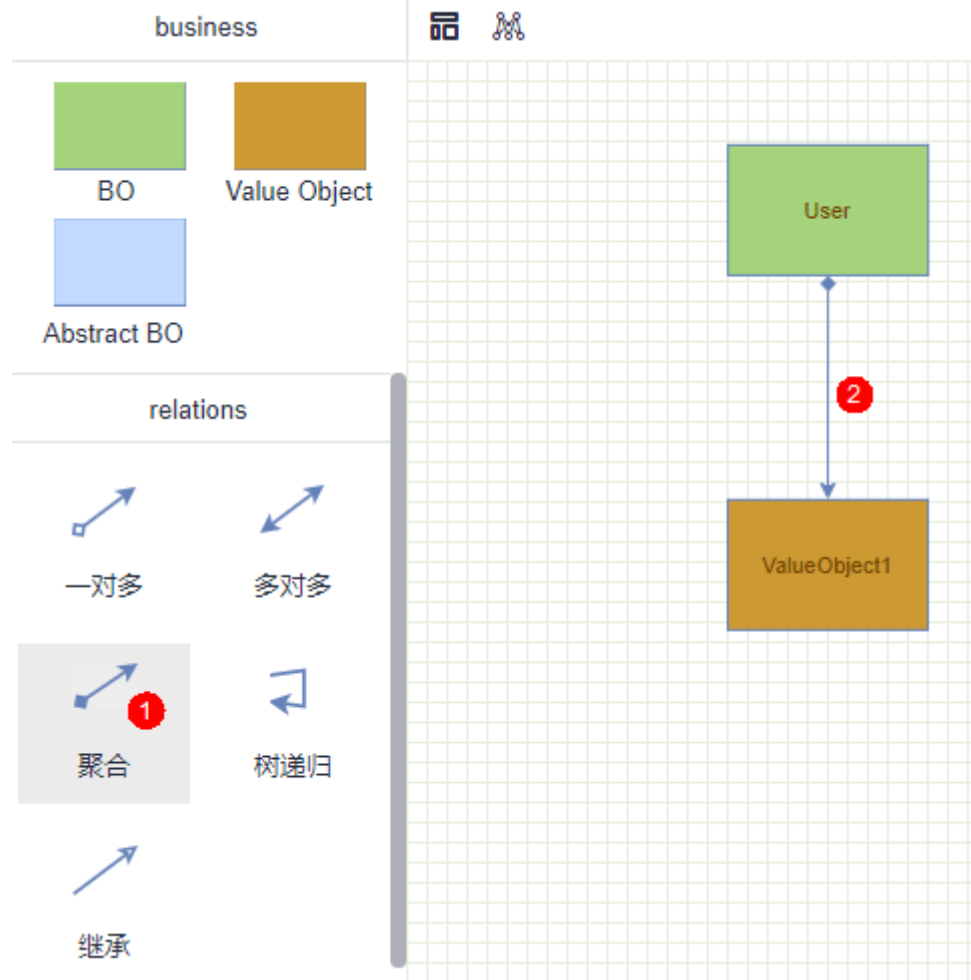 business
BO
Value Object
Abstract BO
relations
一对多
多对多
1
聚合
树递归
继承
User
2
ValueObject1